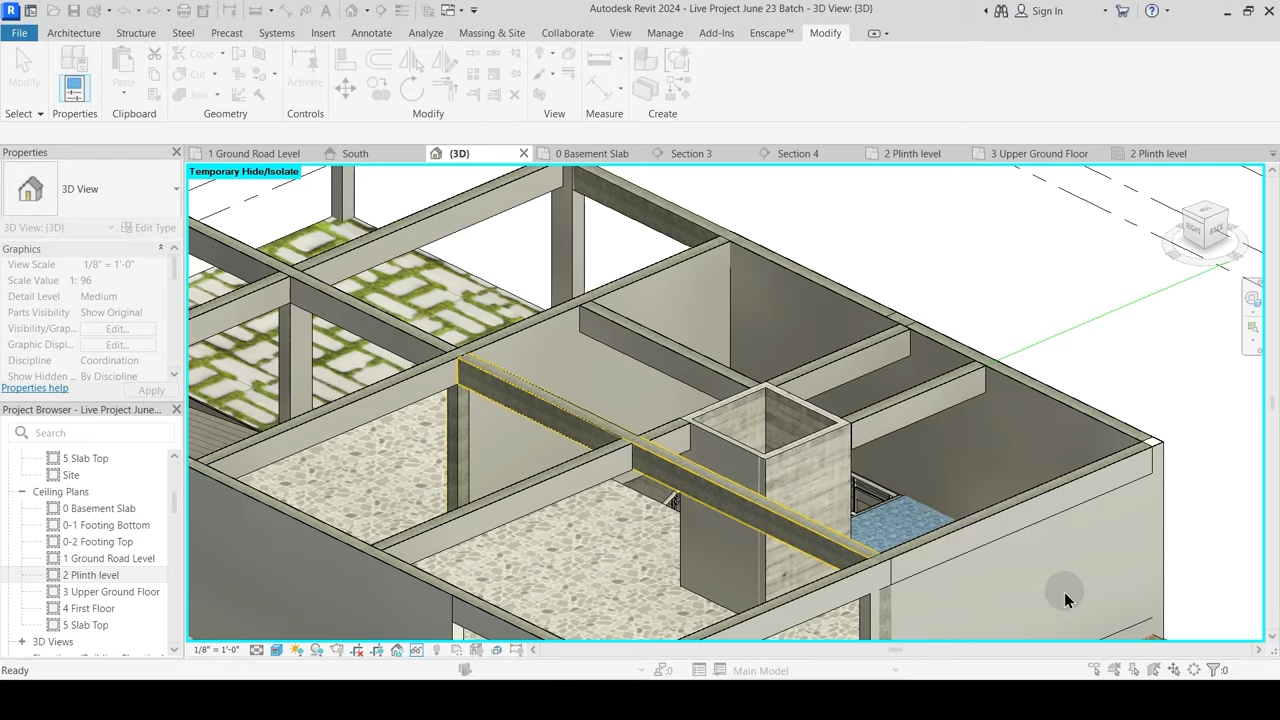 R
Autodesk Revit 2024 - Live Project June 23 Batch - 3D View: {3D}
Sign In
File Architecture Structure Steel Precast Systems Insert Annotate Analyze Massing & Site Collaborate View Manage Add-Ins Enscape™ Modify
Modify
Paste
Cope
Cut
Join
Activate
Select Properties Clipboard Geometry Controls Modify View Measure Create
Properties
1 Ground Road Level
South
{3D}
0 Basement Slab
Section 3
Section 4
2 Plinth level
3 Upper Ground Floor
2 Plinth level
3D View
3D View: {3D}
Edit Type
Graphics
View Scale 1/8" = 1'-0"
Scale Value 1: 96
Detail Level Medium
Parts Visibility Show Original
Visibility/Grap... Edit...
Graphic Displ... Edit...
Discipline Coordination
Show Hidden ... By Discipline
Properties help
Apply
Project Browser - Live Project June...
Search
5 Slab Top
Site
Ceiling Plans
0 Basement Slab
0-1 Footing Bottom
0-2 Footing Top
1 Ground Road Level
2 Plinth level
3 Upper Ground Floor
4 First Floor
5 Slab Top
3D Views
Temporary Hide/Isolate
RIGHT
BACK
1/8" = 1'-0"
Ready
:0
Main Model
:0